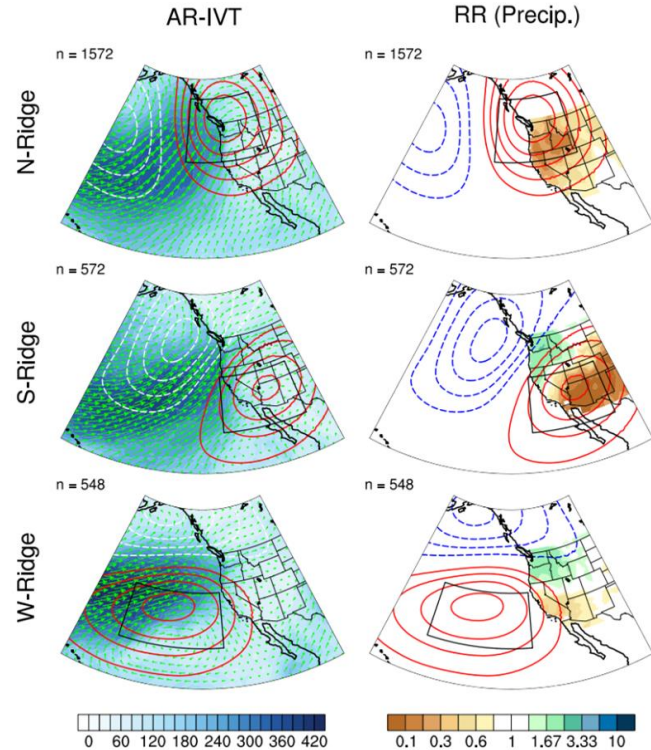 AR-IVT
RR (Precip.)
N-Ridge
n = 1572
n = 1572
S-Ridge
n = 572
n = 572
W-Ridge
n = 548
n = 548
0 60 120 180 240 300 360 420
0.1 0.3 0.6 1 1.67 3.33 10